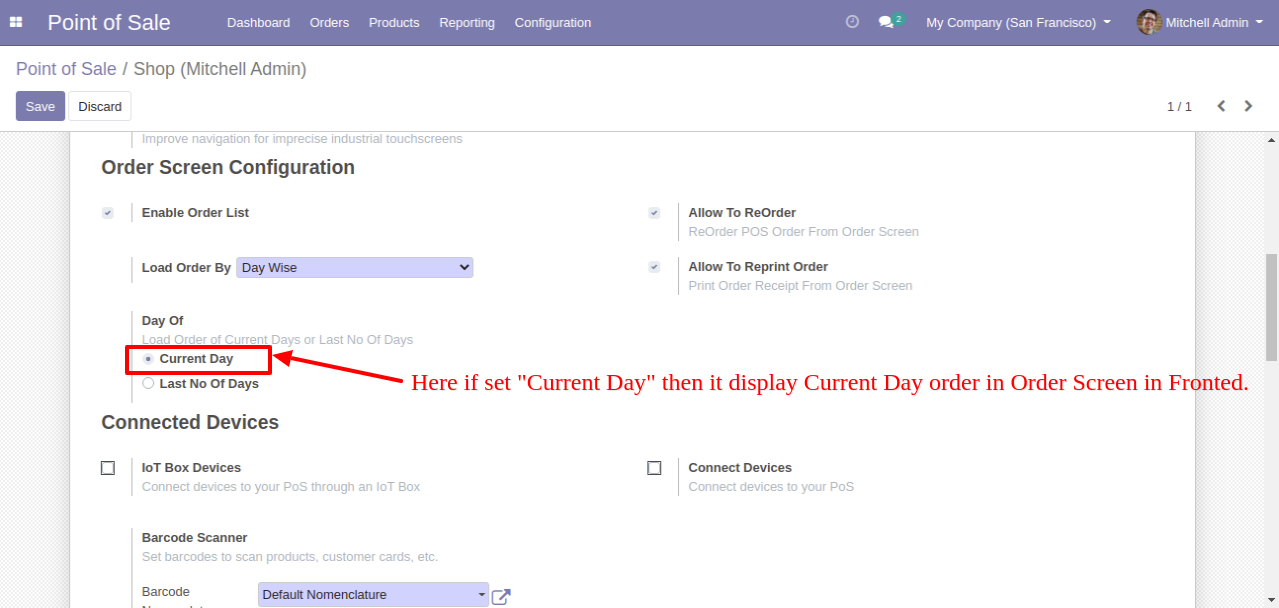 Point of Sale Dashboard Orders Products Reporting Configuration 2 My Company (San Francisco) Mitchell Admin
Point of Sale / Shop (Mitchell Admin)
Save Discard 1 / 1
Improve navigation for imprecise industrial touchscreens
Order Screen Configuration
Enable Order List
Allow To ReOrder
ReOrder POS Order From Order Screen
Load Order By Day Wise
Allow To Reprint Order
Print Order Receipt From Order Screen
Day Of
Load Order of Current Days or Last No Of Days
Current Day
Here if set "Current Day" then it display Current Day order in Order Screen in Fronted.
Last No Of Days
Connected Devices
IoT Box Devices
Connect devices to your PoS through an IoT Box
Connect Devices
Connect devices to your PoS
Barcode Scanner
Set barcodes to scan products, customer cards, etc.
Barcode
Default Nomenclature